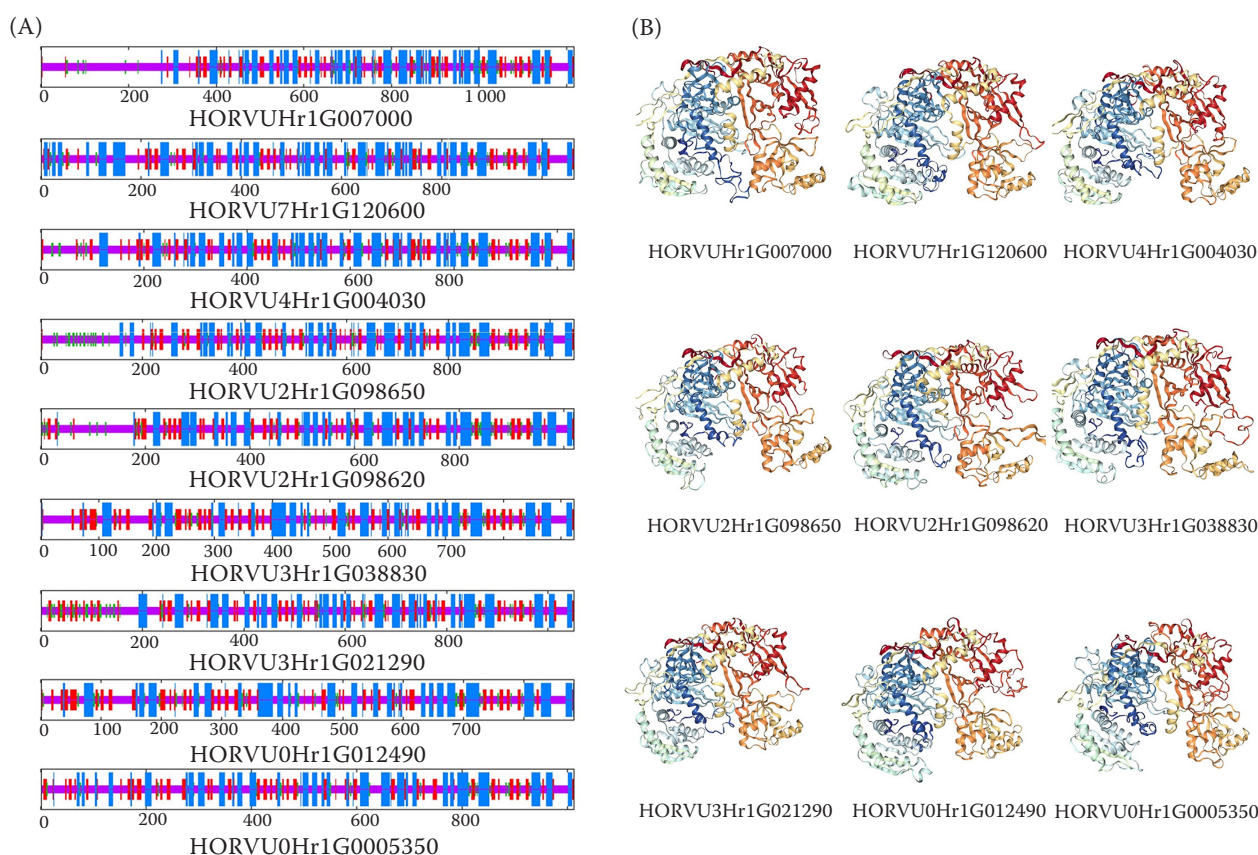 (A)
0 200 400 600 800 1 000
HORVUHr1G007000
200 400 600 800
HORVU7Hr1G120600
0 200 400 600 800
HORVU4Hr1G004030
0 200 400 600 800
HORVU2Hr1G098650
0 200 400 600 800
HORVU2Hr1G098620
0 100 200 300 400 500 600 700
HORVU3Hr1G038830
0 200 400 600 800
HORVU3Hr1G021290
0 100 200 300 400 500 600 700
HORVU0Hr1G012490
0 200 400 600 800
HORVU0Hr1G0005350
(B)
HORVUHr1G007000 HORVU7Hr1G120600 HORVU4Hr1G004030
HORVU2Hr1G098650 HORVU2Hr1G098620 HORVU3Hr1G038830
HORVU3Hr1G021290 HORVU0Hr1G012490 HORVU0Hr1G0005350